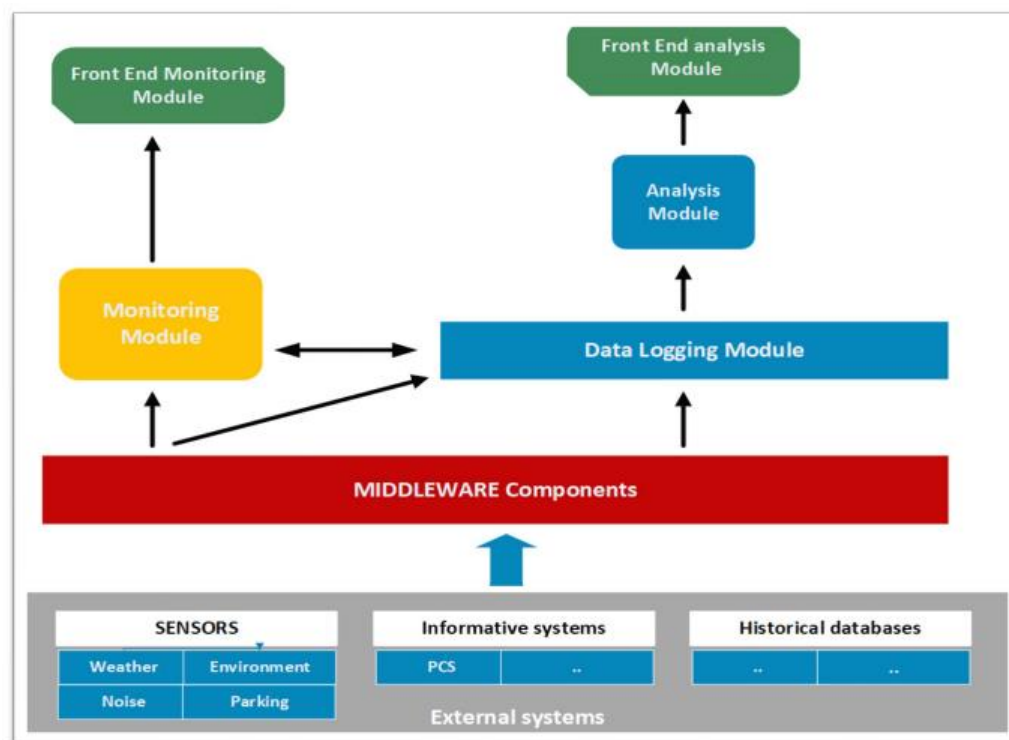 Front End Monitoring
Module
Front End analysis
Module
Analysis
Module
Monitoring
Module
Data Logging Module
MIDDLEWARE Components
SENSORS
Informative systems
Historical databases
Weather
Environment
PCS
..
..
..
Noise
Parking
External systems